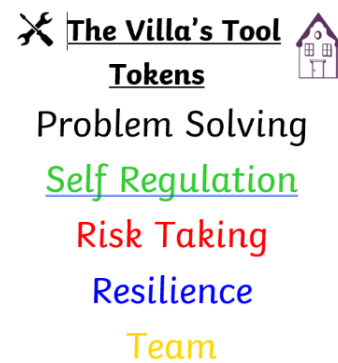 The Villa's Tool
Tokens
Problem Solving
Self Regulation
Risk Taking
Resilience
Team